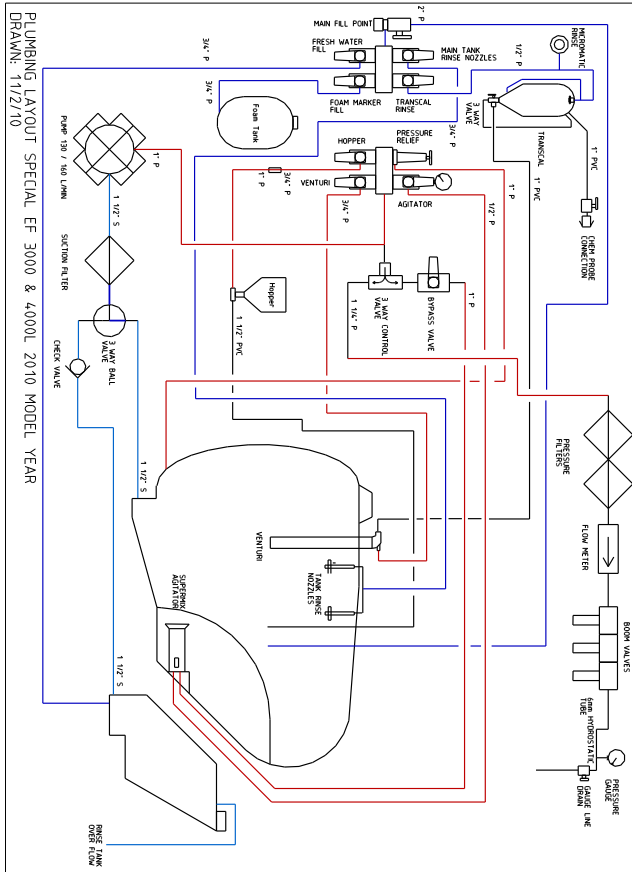 2" P
MAIN FILL POINT
FRESH WATER
FILL
MAIN TANK
RINSE NOZZLES
3/4" P
3/4" P
Foam Tank
FOAM MARKER
FILL
TRANSCAL
RINSE
1/2" P
MICROMATIC
RINSE
3 WAY
VALVE
TRANSCAL
1" PVC
1" PVC
CHEM PROBE
CONNECTION
HOPPER
PRESSURE
RELIEF
3/4" P
VENTURI
AGITATOR
3/4" P
1" P
3/4" P
1" P
1/2" P
PUMP 130 / 160 L/MIN
1" P
1 1/2" S
SUCTION FILTER
3 WAY BALL
VALVE
CHECK VALVE
Hopper
1 1/2" PVC
3 WAY CONTROL
VALVE
1 1/4" P
BYPASS VALVE
1" P
PRESSURE
FILTERS
FLOW METER
BOOM VALVES
6mm HYDROSTATIC
TUBE
PRESSURE
GAUGE
GAUGE LINE
DRAIN
1 1/2" S
VENTURI
TANK RINSE
NOZZLES
SUPERMIX
AGITATOR
1 1/2" S
RINSE TANK
OVER FLOW
PLUMBING LAYOUT SPECIAL EF 3000 & 4000L 2010 MODEL YEAR
DRAWN: 11/2/10